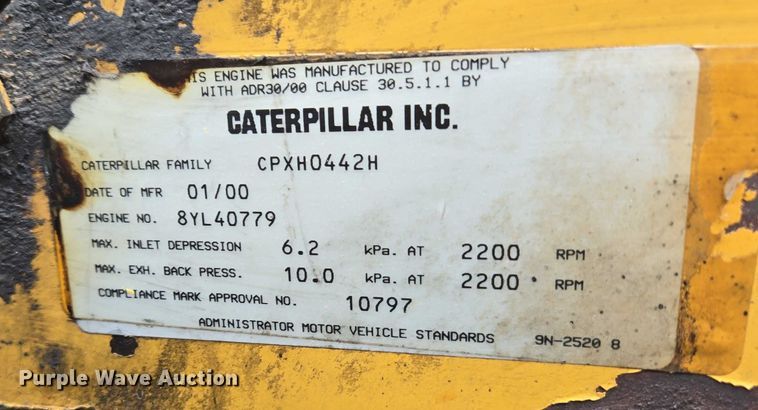 IS ENGINE WAS MANUFACTURED TO COMPLY
WITH ADR30/00 CLAUSE 30.5.1.1 BY
CATERPILLAR INC.
CATERPILLAR FAMILY CPXH0442H
DATE OF MFR 01/00
ENGINE NO. 8YL40779
MAX. INLET DEPRESSION 6.2 kPa. AT 2200 RPM
MAX. EXH. BACK PRESS. 10.0 kPa. AT 2200 RPM
COMPLIANCE MARK APPROVAL NO. 10797
ADMINISTRATOR MOTOR VEHICLE STANDARDS 9N-2520 8
Purple Wave Auction